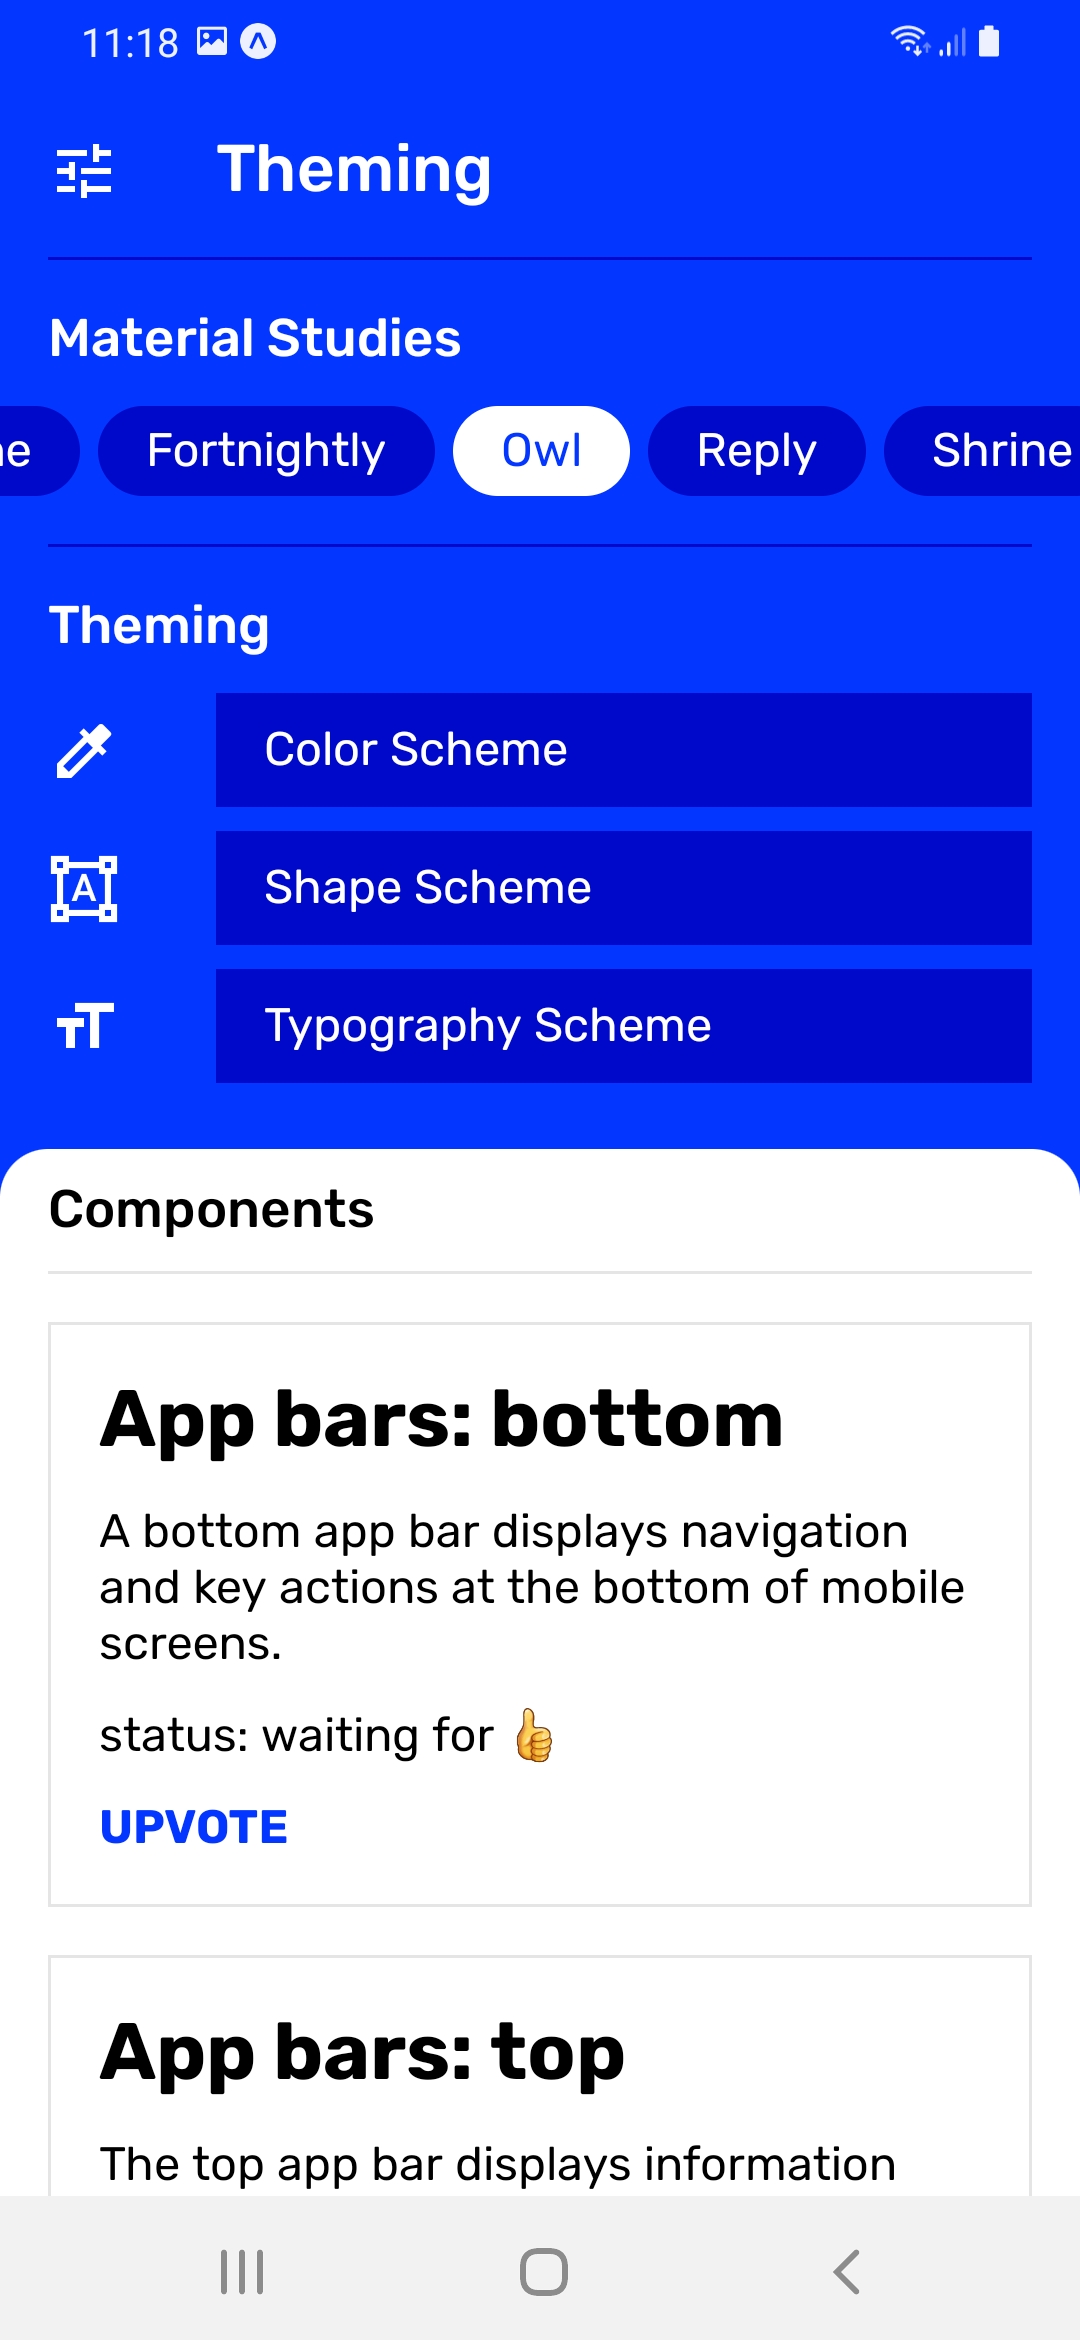 11:18
Theming
Material Studies
ne Fortnightly Owl Reply Shrine
Theming
Color Scheme
A Shape Scheme
TT Typography Scheme
Components
App bars: bottom
A bottom app bar displays navigation
and key actions at the bottom of mobile
screens.
status: waiting for 👍
UPVOTE
App bars: top
The top app bar displays information